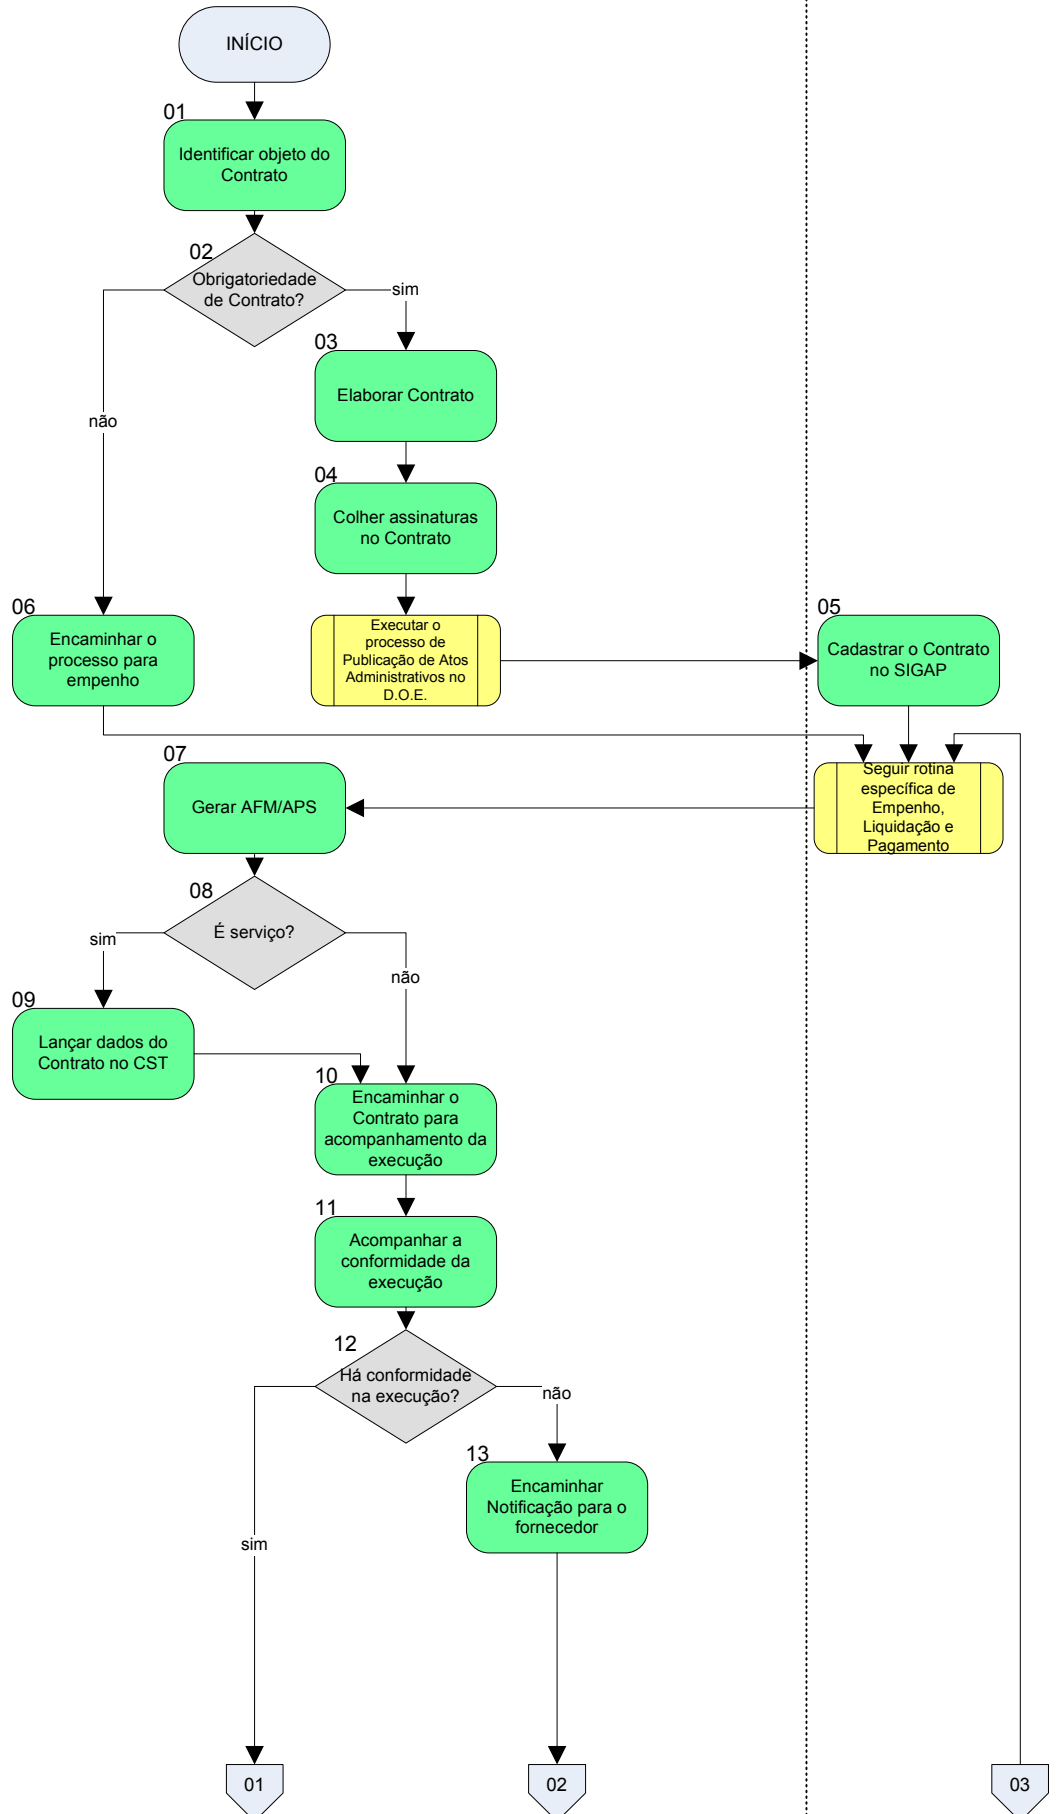 INÍCIO
01
Identificar objeto do
Contrato
02
Obrigatoriedade
de Contrato?
sim
não
03
Elaborar Contrato
04
Colher assinaturas
no Contrato
06
Encaminhar o
processo para
empenho
Executar o
processo de
Publicação de Atos
Administrativos no
D.O.E.
05
Cadastrar o Contrato
no SIGAP
Seguir rotina
específica de
Empenho,
Liquidação e
Pagamento
07
Gerar AFM/APS
08
É serviço?
sim
não
09
Lançar dados do
Contrato no CST
10
Encaminhar o
Contrato para
acompanhamento da
execução
11
Acompanhar a
conformidade da
execução
12
Há conformidade
na execução?
não
sim
13
Encaminhar
Notificação para o
fornecedor
01
02
03